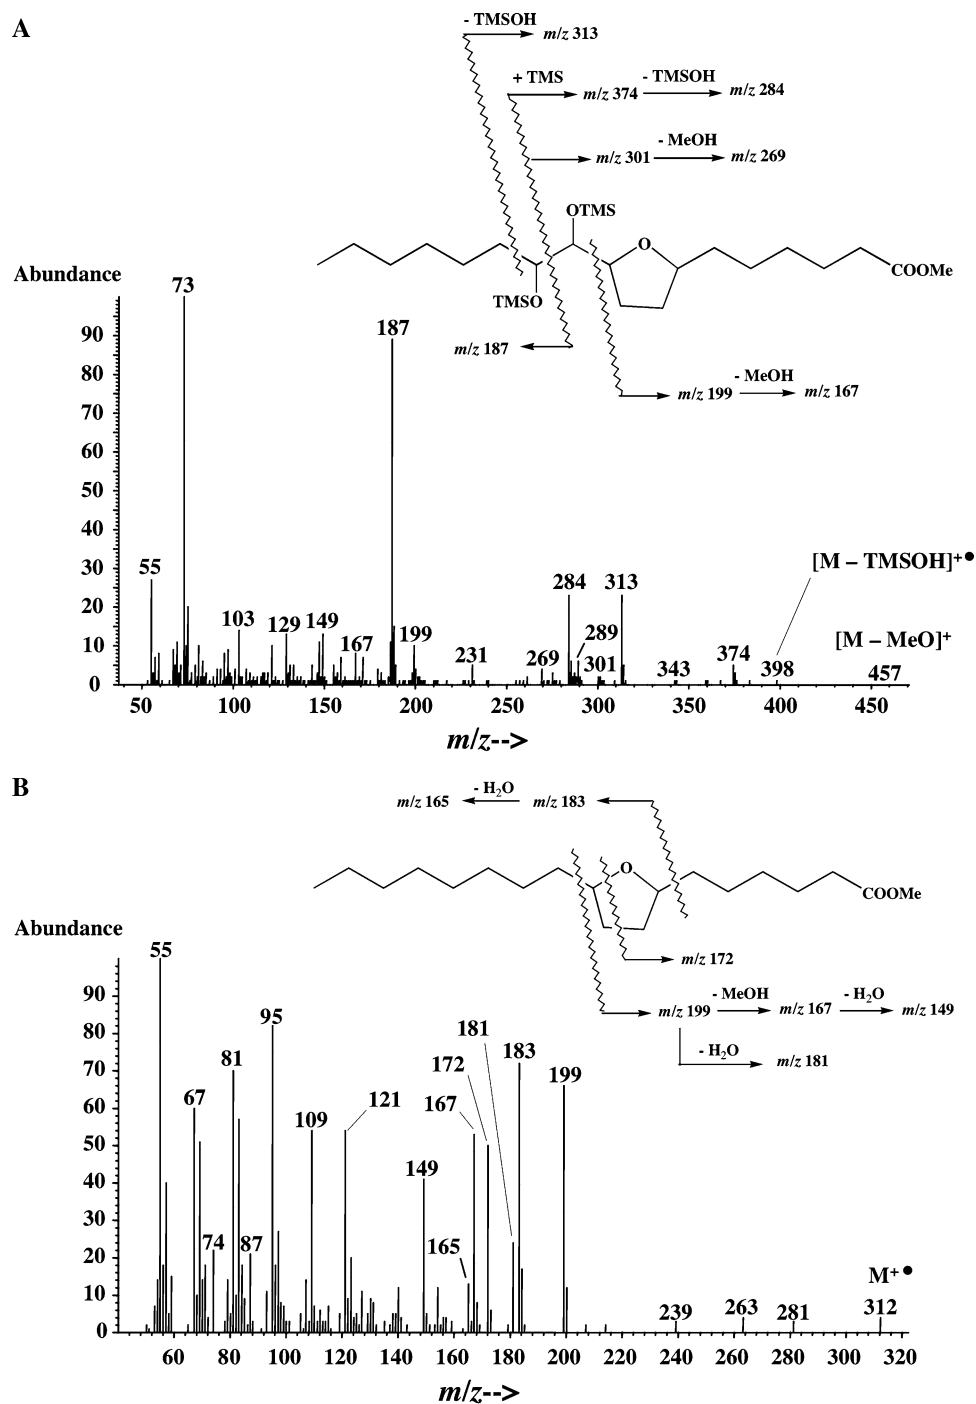 A
- TMSOH
m/z 313
+ TMS
m/z 374
- TMSOH
m/z 284
m/z 301
- MeOH
m/z 269
OTMS
O
COOMe
TMSO
m/z 187
m/z 199
- MeOH
m/z 167
Abundance
73
187
55
103
129
149
167
199
231
269
284
289
301
313
343
374
398
457
[M – TMSOH]+●
[M – MeO]+
90
80
70
60
50
40
30
20
10
0
50 100 150 200 250 300 350 400 450
m/z-->
B
m/z 165
- H2O
m/z 183
O
COOMe
m/z 172
m/z 199
- MeOH
m/z 167
- H2O
m/z 149
- H2O
m/z 181
Abundance
55
67
74
81
87
95
109
121
149
165
167
172
181
183
199
239
263
281
312
M+●
90
80
70
60
50
40
30
20
10
0
60 80 100 120 140 160 180 200 220 240 260 280 300 320
m/z-->